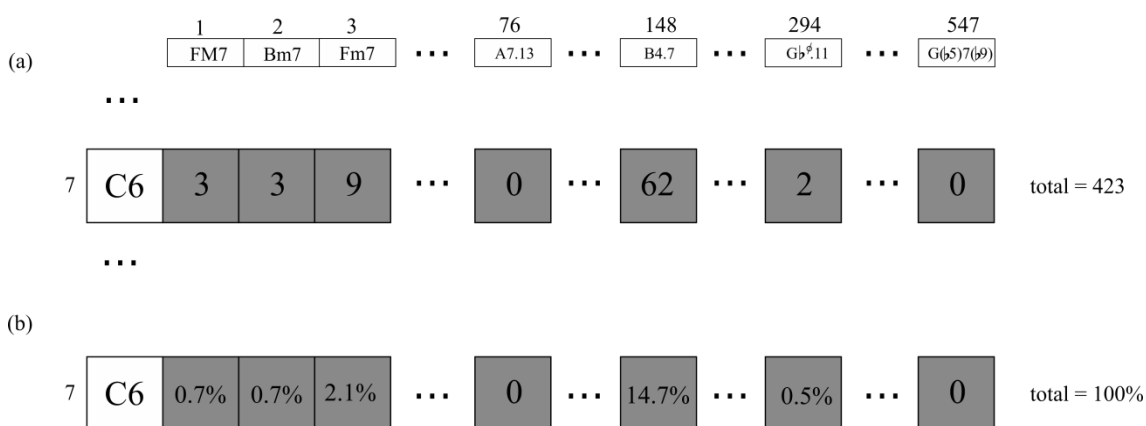 1 2 3 76 148 294 547
(a) FM7 Bm7 Fm7 ... A7.13 ... B4.7 ... G♭ø.11 ... G(♭5)7(♭9)
...
7 C6 3 3 9 ... 0 ... 62 ... 2 ... 0 total = 423
...
(b)
7 C6 0.7% 0.7% 2.1% ... 0 ... 14.7% ... 0.5% ... 0 total = 100%